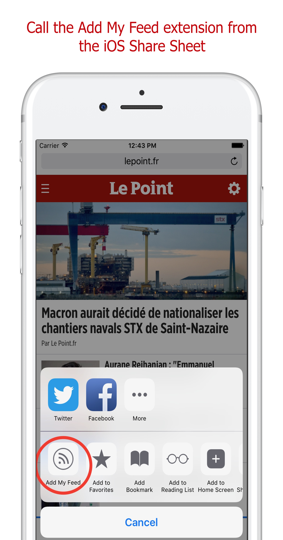 Call the Add My Feed extension from
the iOS Share Sheet
Carrier 12:43 PM
lepoint.fr
Le Point
Macron aurait décidé de nationaliser les
chantiers navals STX de Saint-Nazaire
Par Le Point.fr
Aurane Reihanian : "Emmanuel
Twitter Facebook More
Add My Feed
Add to
Favorites
Add
Bookmark
Add to
Reading List
Add to
Home Screen
Cancel